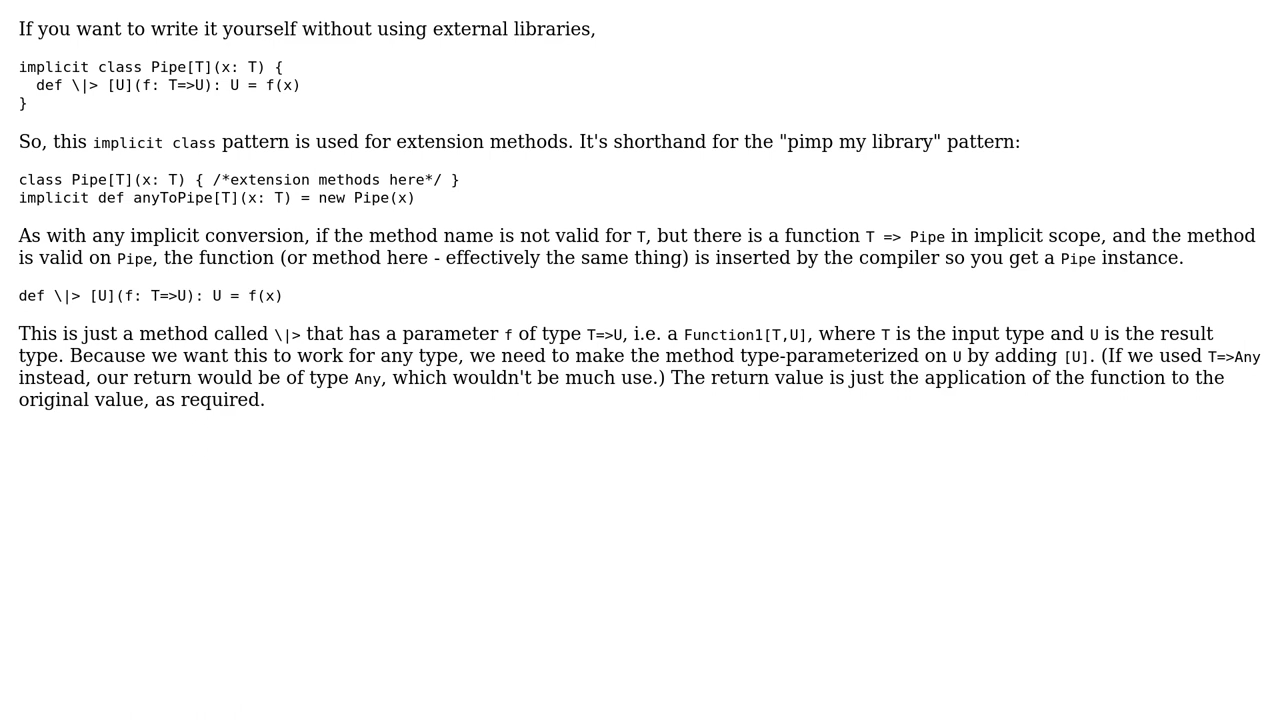 If you want to write it yourself without using external libraries,
implicit class Pipe[T](x: T) {
  def \|> [U](f: T=>U): U = f(x)
}
So, this implicit class pattern is used for extension methods. It's shorthand for the "pimp my library" pattern:
class Pipe[T](x: T) { /*extension methods here*/ }
implicit def anyToPipe[T](x: T) = new Pipe(x)
As with any implicit conversion, if the method name is not valid for T, but there is a function T => Pipe in implicit scope, and the method
is valid on Pipe, the function (or method here - effectively the same thing) is inserted by the compiler so you get a Pipe instance.
def \|> [U](f: T=>U): U = f(x)
This is just a method called \|> that has a parameter f of type T=>U, i.e. a Function1[T,U], where T is the input type and U is the result
type. Because we want this to work for any type, we need to make the method type-parameterized on U by adding [U]. (If we used T=>Any
instead, our return would be of type Any, which wouldn't be much use.) The return value is just the application of the function to the
original value, as required.